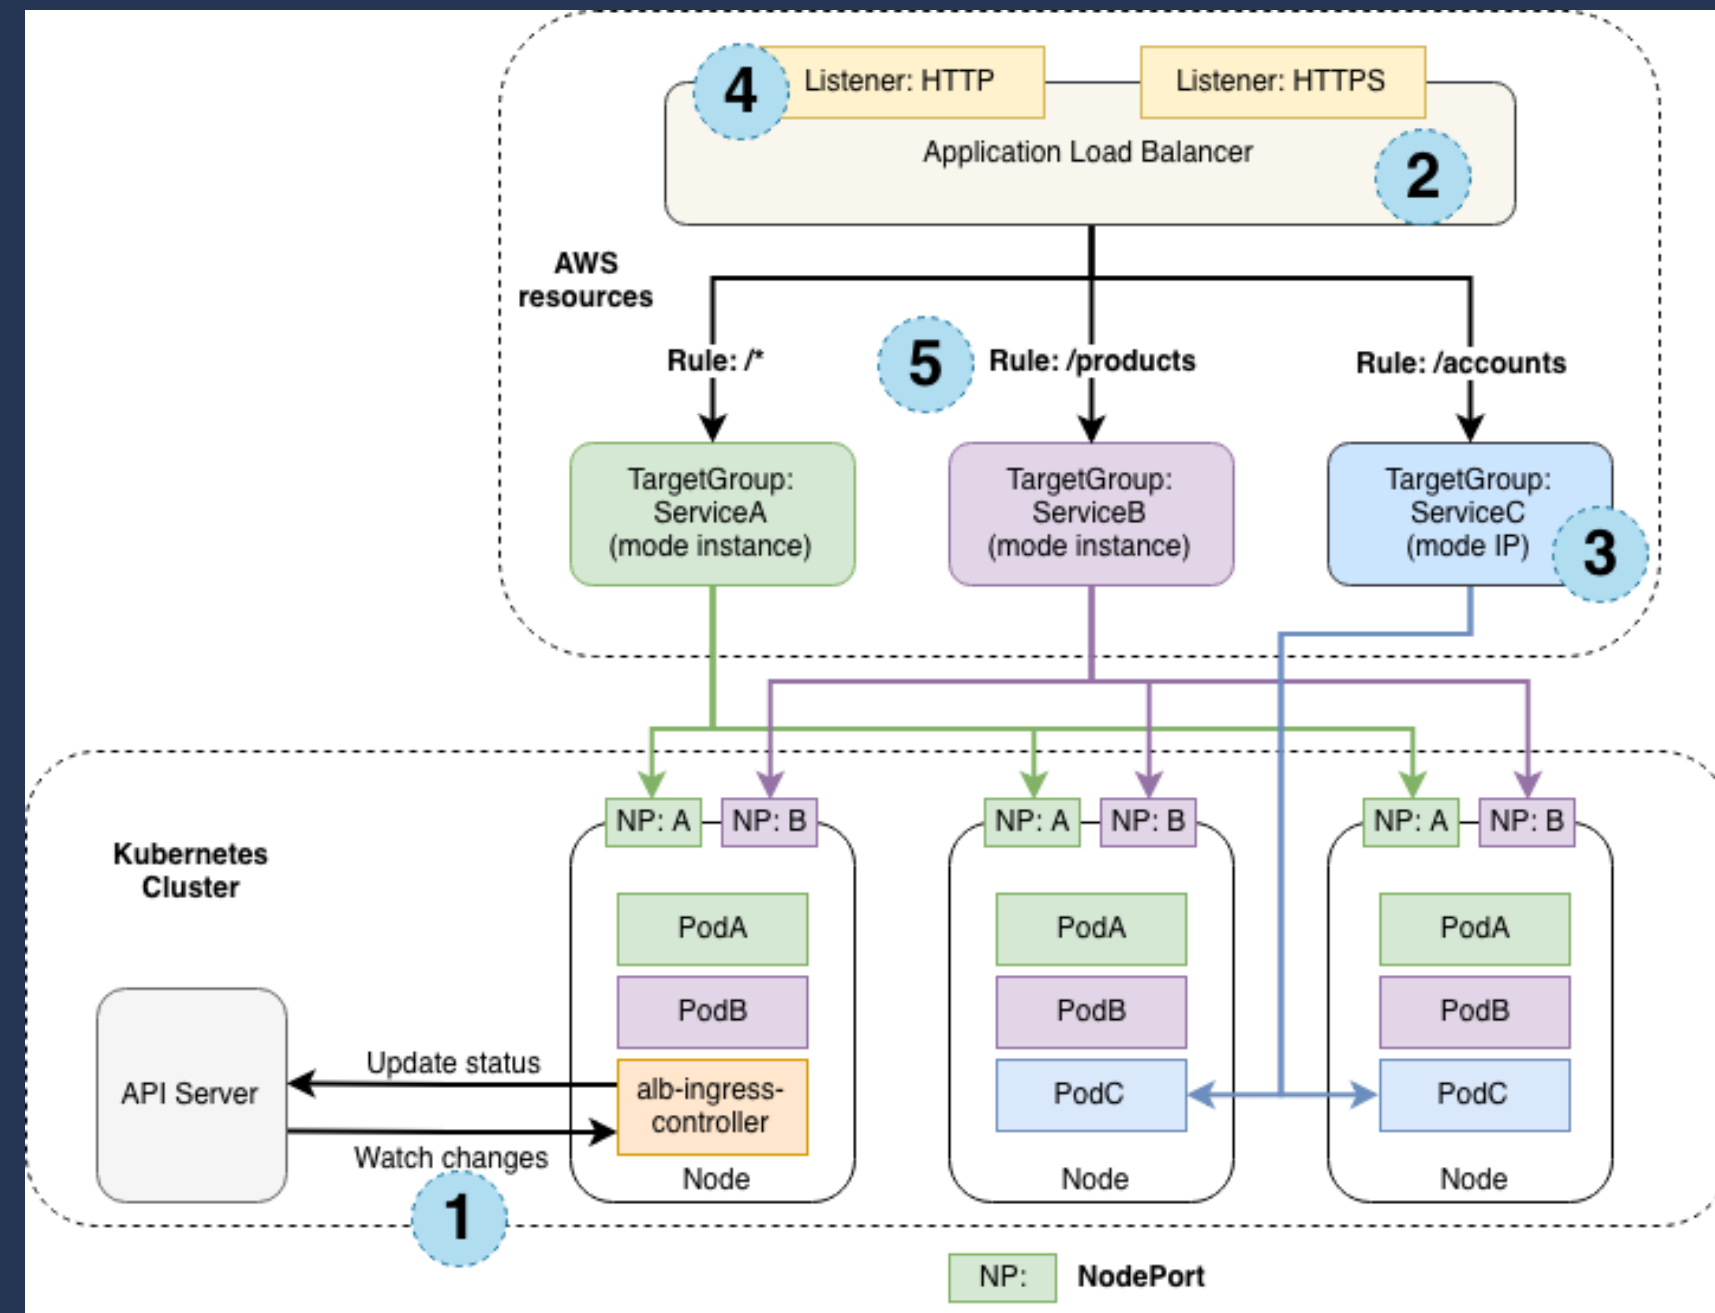 4
Listener: HTTP
Listener: HTTPS
Application Load Balancer
2
AWS
resources
Rule: /*
5
Rule: /products
Rule: /accounts
TargetGroup:
ServiceA
(mode instance)
TargetGroup:
ServiceB
(mode instance)
TargetGroup:
ServiceC
(mode IP)
3
Kubernetes
Cluster
NP: A
NP: B
NP: A
NP: B
NP: A
NP: B
PodA
PodA
PodA
PodB
PodB
PodB
API Server
Update status
Watch changes
1
alb-ingress-
controller
PodC
PodC
Node
Node
Node
NP:
NodePort